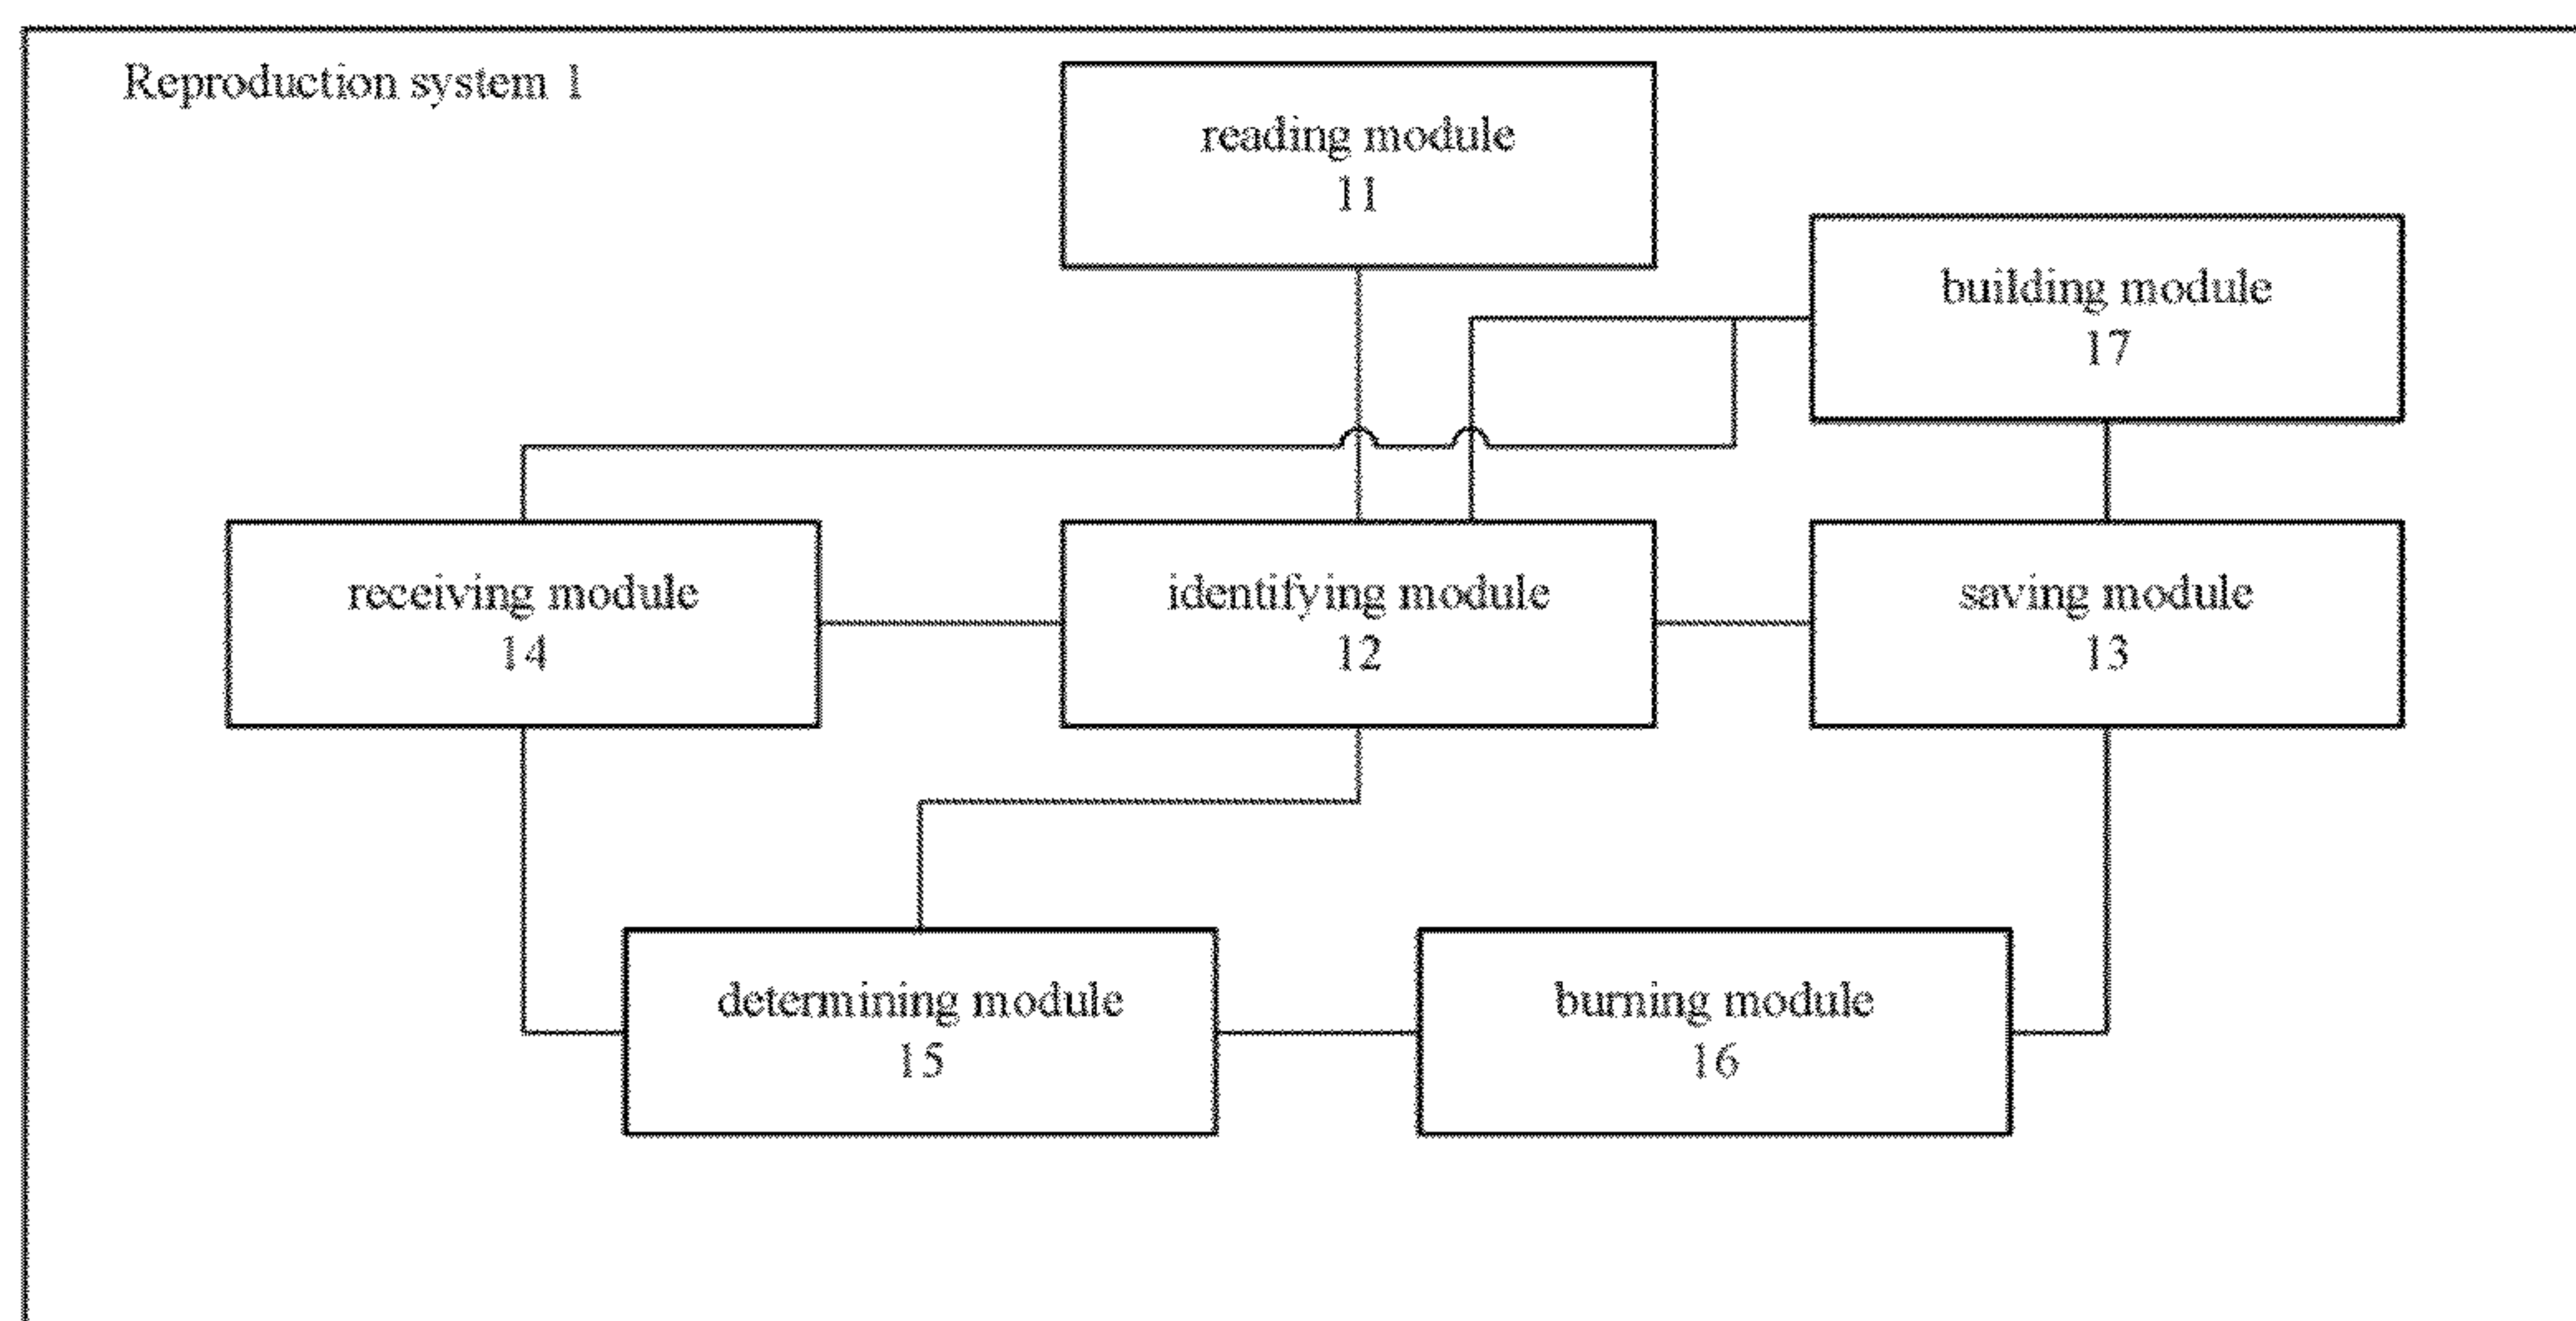 Reproduction system 1
reading module
11
building module
17
receiving module
14
identifying module
12
saving module
13
determining module
15
burning module
16